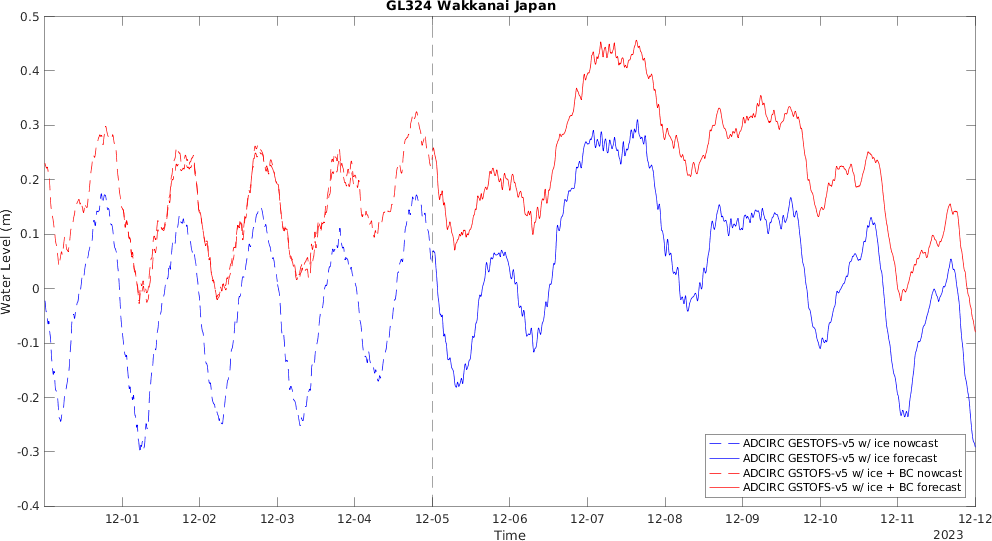 GL324 Wakkanai Japan
Water Level (m)
0.5
0.4
0.3
0.2
0.1
0
-0.1
-0.2
-0.3
-0.4
ADCIRC GESTOFS-v5 w/ ice nowcast
ADCIRC GESTOFS-v5 w/ ice forecast
ADCIRC GSTOFS-v5 w/ ice + BC nowcast
ADCIRC GSTOFS-v5 w/ ice + BC forecast
12-01 12-02 12-03 12-04 12-05 12-06 12-07 12-08 12-09 12-10 12-11 12-12
Time
2023